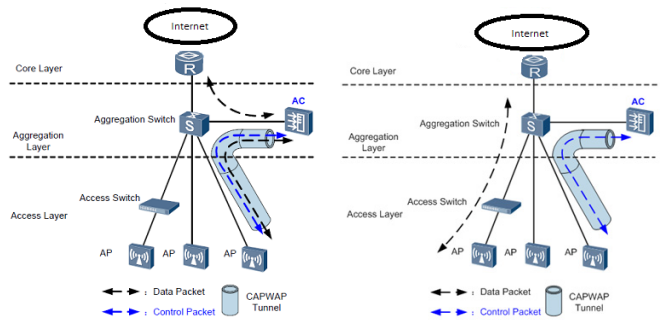 Internet
Core Layer
R
Aggregation Switch
AC
S
Aggregation
Layer
Access Switch
Access Layer
AP
AP
AP
: Data Packet
: Control Packet
CAPWAP
Tunnel
Internet
Core Layer
R
Aggregation Switch
AC
S
Aggregation
Layer
Access Switch
Access Layer
AP
AP
AP
: Data Packet
: Control Packet
CAPWAP
Tunnel